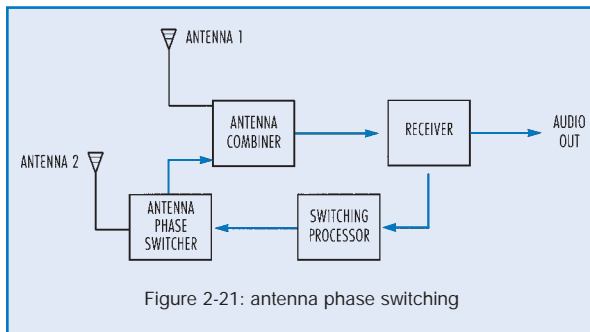 ANTENNA 1
ANTENNA
COMBINER
RECEIVER
AUDIO
OUT
ANTENNA 2
ANTENNA
PHASE
SWITCHER
SWITCHING
PROCESSOR
Figure 2-21: antenna phase switching